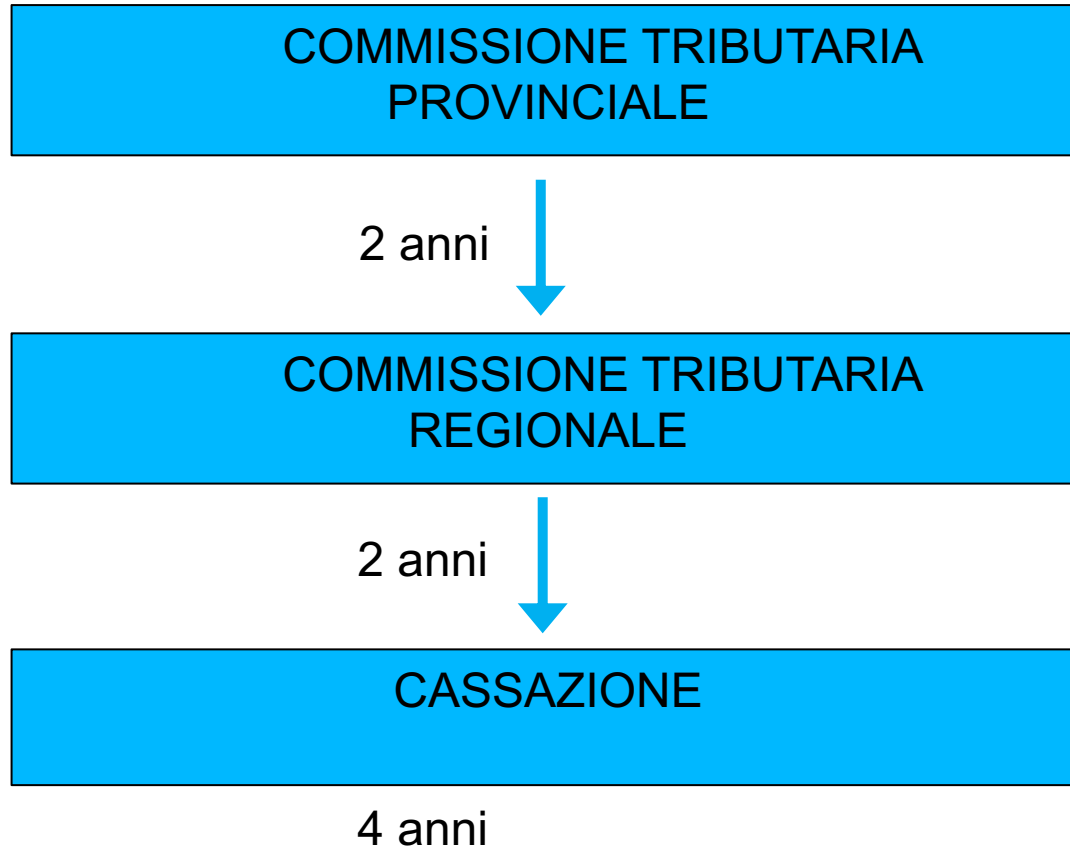 COMMISSIONE TRIBUTARIA
PROVINCIALE
2 anni
COMMISSIONE TRIBUTARIA
REGIONALE
2 anni
CASSAZIONE
4 anni